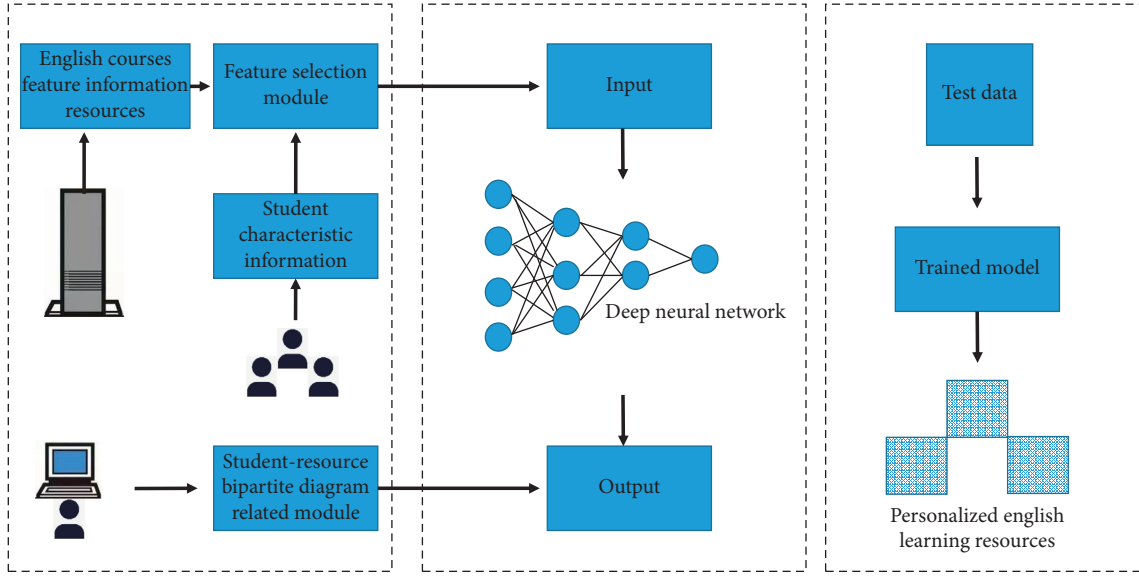 English courses
feature information
resources
Feature selection
module
Student
characteristic
information
Student-resource
bipartite diagram
related module
Input
Deep neural network
Output
Test data
Trained model
Personalized english
learning resources